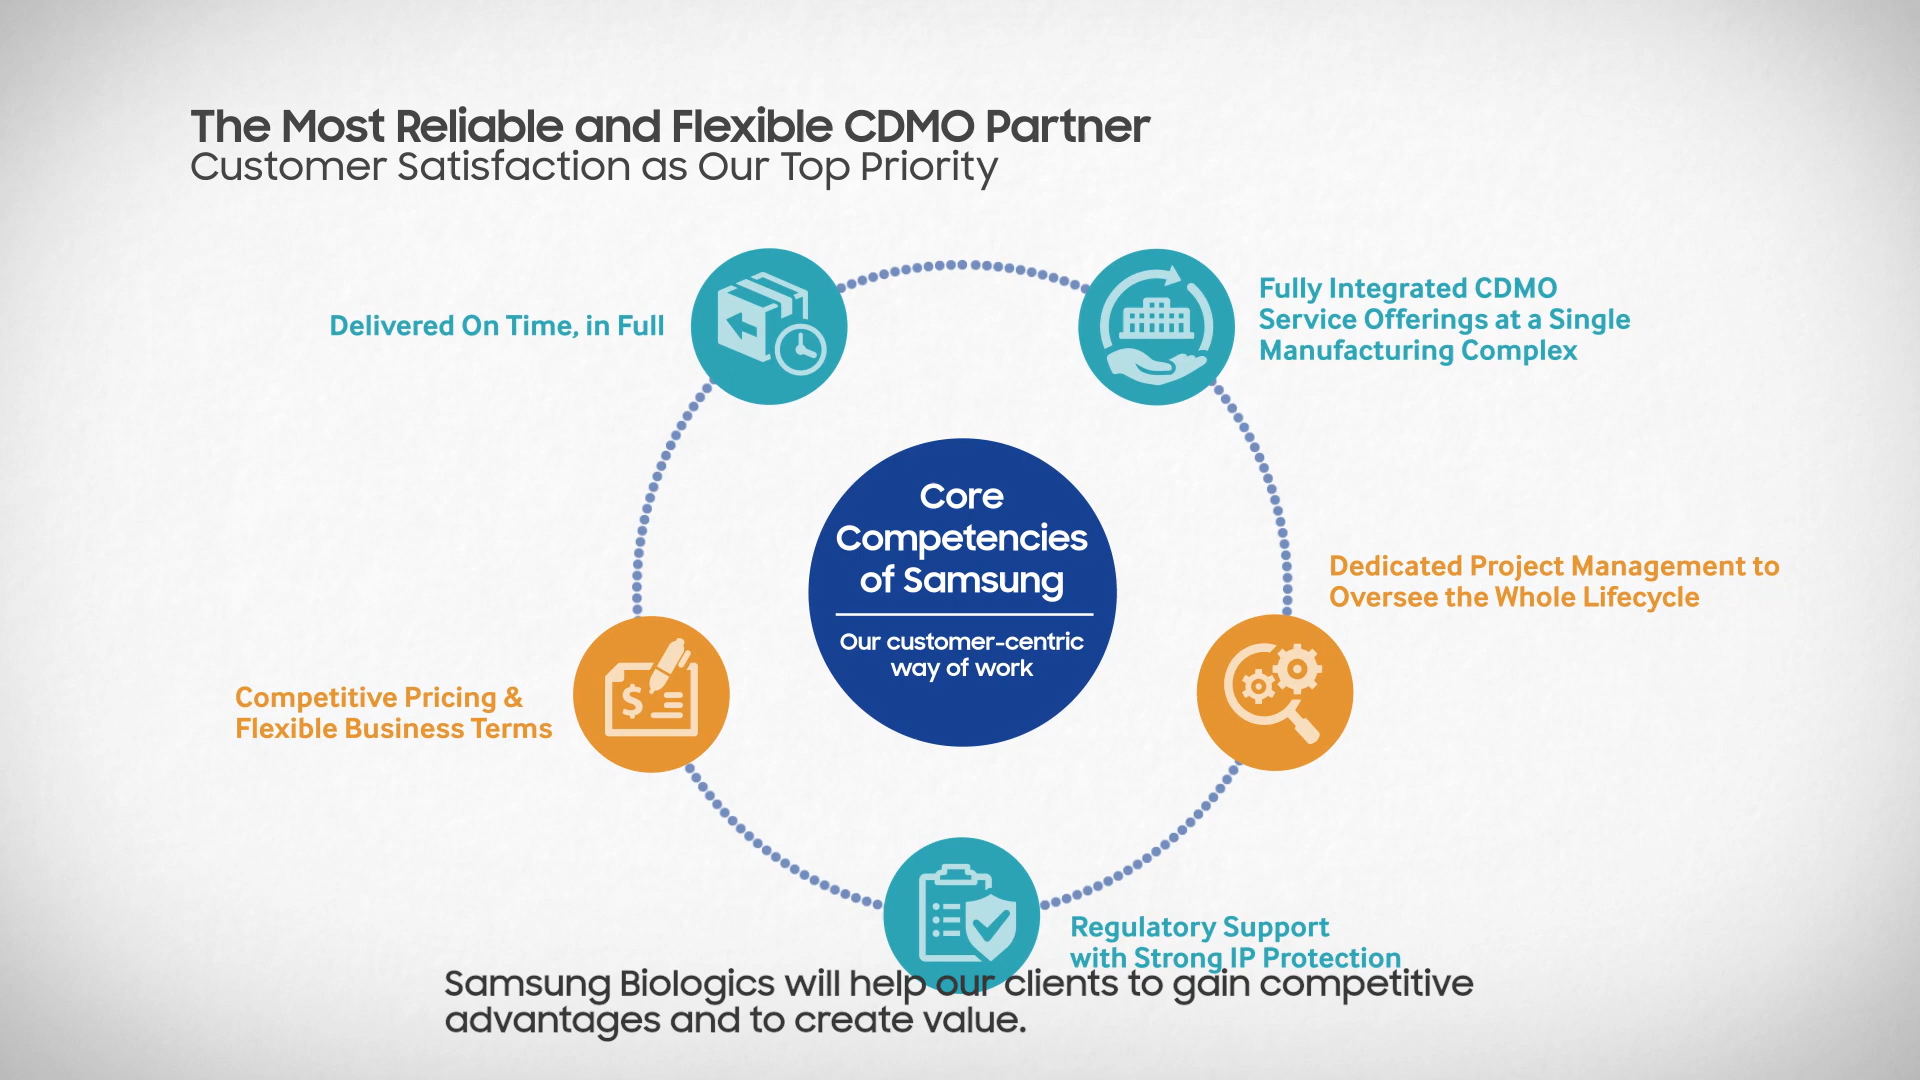 The Most Reliable and Flexible CDMO Partner
Customer Satisfaction as Our Top Priority
Delivered On Time, in Full
Fully Integrated CDMO
Service Offerings at a Single
Manufacturing Complex
Core
Competencies
of Samsung
Our customer-centric
way of work
Dedicated Project Management to
Oversee the Whole Lifecycle
Competitive Pricing &
Flexible Business Terms
$
Regulatory Support
with Strong IP Protection
Samsung Biologics will help our clients to gain competitive
advantages and to create value.